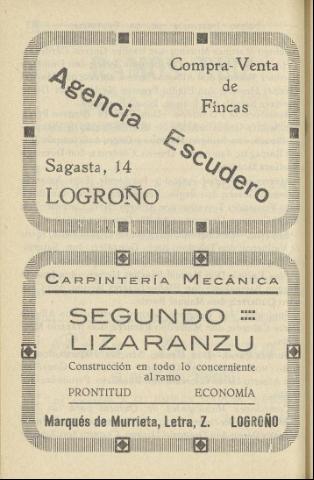 Compra-Venta
de
Fincas
Agencia Escudero
Sagasta, 14
LOGROÑO
CARPINTERÍA MECÁNICA
SEGUNDO
LIZARANZU
Construcción en todo lo concerniente
al ramo
PRONTITUD ECONOMÍA
Marqués de Murrieta, Letra, Z. LOGROÑO